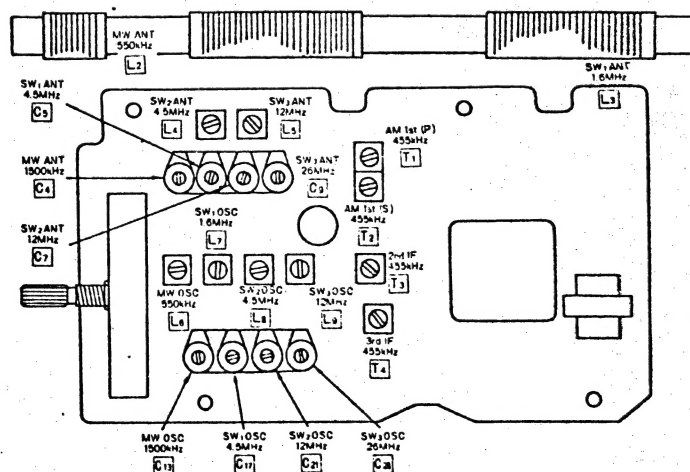 MW ANT
550kHz
L2
SW1 ANT
1.6MHz
L3
SW1 ANT
4.5MHz
C5
SW2 ANT
4.5MHz
L4
SW3 ANT
12MHz
L5
MW ANT
1500kHz
C4
SW3 ANT
26MHz
C9
AM 1st (P)
455kHz
T1
SW2 ANT
12MHz
C7
SW1 OSC
1.6MHz
L7
AM 1st (S)
455kHz
T2
2nd IF
455kHz
T3
MW OSC
550kHz
L6
SW2 OSC
4.5MHz
L8
SW3 OSC
12MHz
L9
3rd IF
455kHz
T4
MW OSC
1500kHz
C13
SW1 OSC
4.5MHz
C17
SW2 OSC
12MHz
C21
SW3 OSC
26MHz